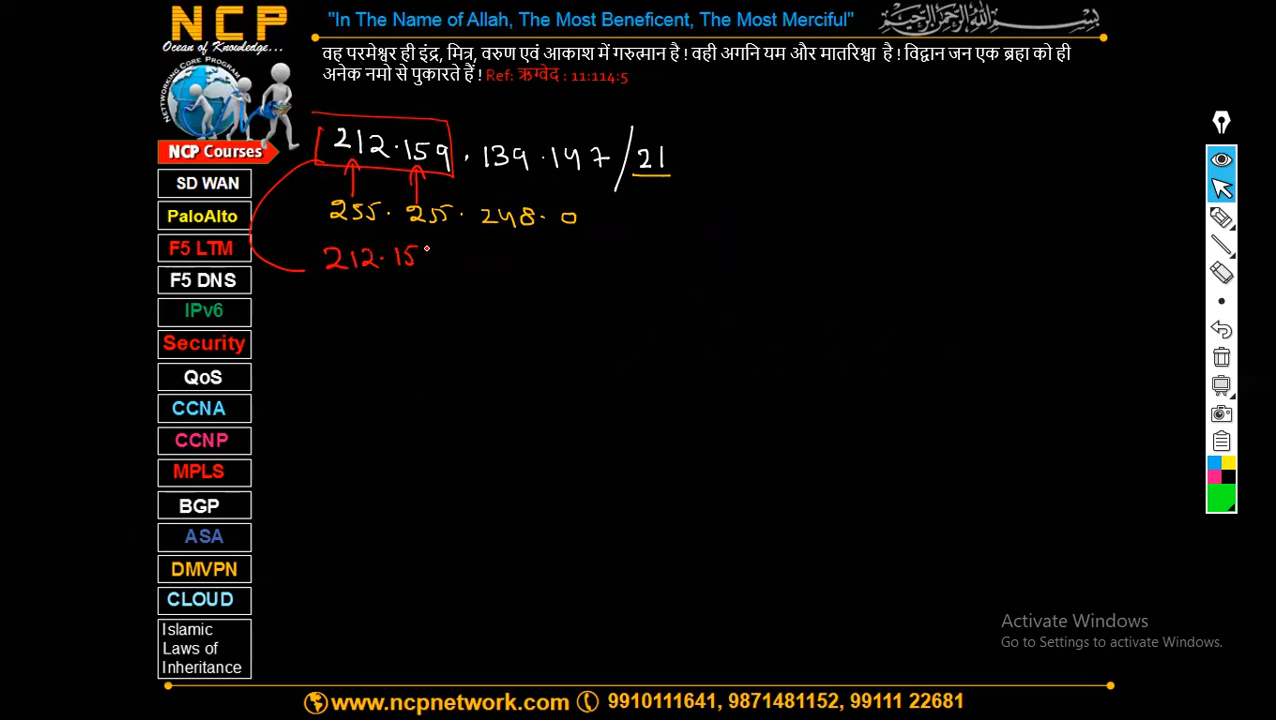 NCP
Ocean of Knowledge...
NETWORKING CORE PROGRAM
"In The Name of Allah, The Most Beneficent, The Most Merciful"
वह परमेश्वर ही इंद्र, मित्र, वरुण एवं आकाश में गरुत्मान है ! वही अगनि यम और मातरिश्वा है ! विद्वान जन एक ब्रहा को ही
अनेक नमो से पुकारते हैं ! Ref: ऋग्वेद : 11:114:5
212.159.139.147/21
255.255.248.0
212.15
NCP Courses
SD WAN
PaloAlto
F5 LTM
F5 DNS
IPv6
Security
QoS
CCNA
CCNP
MPLS
BGP
ASA
DMVPN
CLOUD
Islamic
Laws of
Inheritance
Activate Windows
Go to Settings to activate Windows.
www.ncpnetwork.com 9910111641, 9871481152, 99111 22681